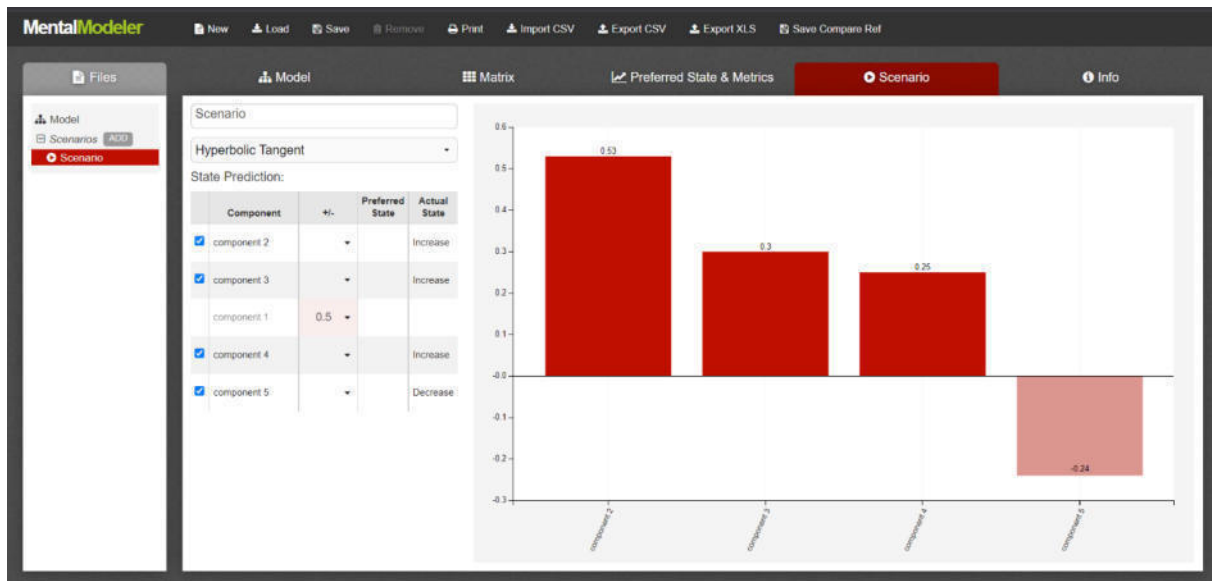 MentalModeler New Load Save Remove Print Import CSV Export CSV Export XLS Save Compare Ref
Files Model Matrix Preferred State & Metrics Scenario Info
Model
Scenarios ADD
Scenario
Scenario
Hyperbolic Tangent
State Prediction:
Component +/- Preferred State Actual State
component 2 Increase
component 3 Increase
component 1 0.5
component 4 Increase
component 5 Decrease
0.6
0.5
0.4
0.3
0.2
0.1
-0.0
-0.1
-0.2
-0.3
0.53
0.3
0.25
-0.24
component 2
component 3
component 4
component 5